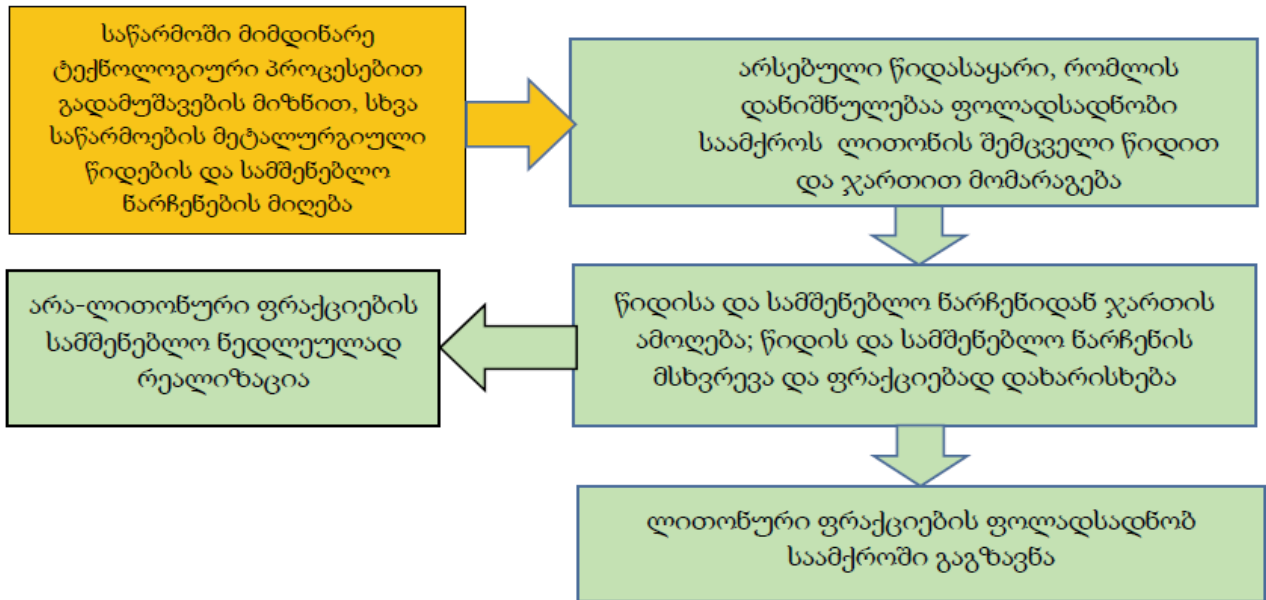 საწარმოში მიმდინარე
ტექნოლოგიური პროცესებით
გადამუშავების მიზნით, სხვა
საწარმოების მეტალურგიული
წიდების და სამშენებლო
ნარჩენების მიღება
არსებული წიდასაყარი, რომლის
დანიშნულებაა ფოლადსადნობი
საამქროს ლითონის შემცველი წიდით
და ჯართით მომარაგება
არა-ლითონური ფრაქციების
სამშენებლო ნედლეულად
რეალიზაცია
წიდისა და სამშენებლო ნარჩენიდან ჯართის
ამოღება; წიდის და სამშენებლო ნარჩენის
მსხვრევა და ფრაქციებად დახარისხება
ლითონური ფრაქციების ფოლადსადნობ
საამქროში გაგზავნა